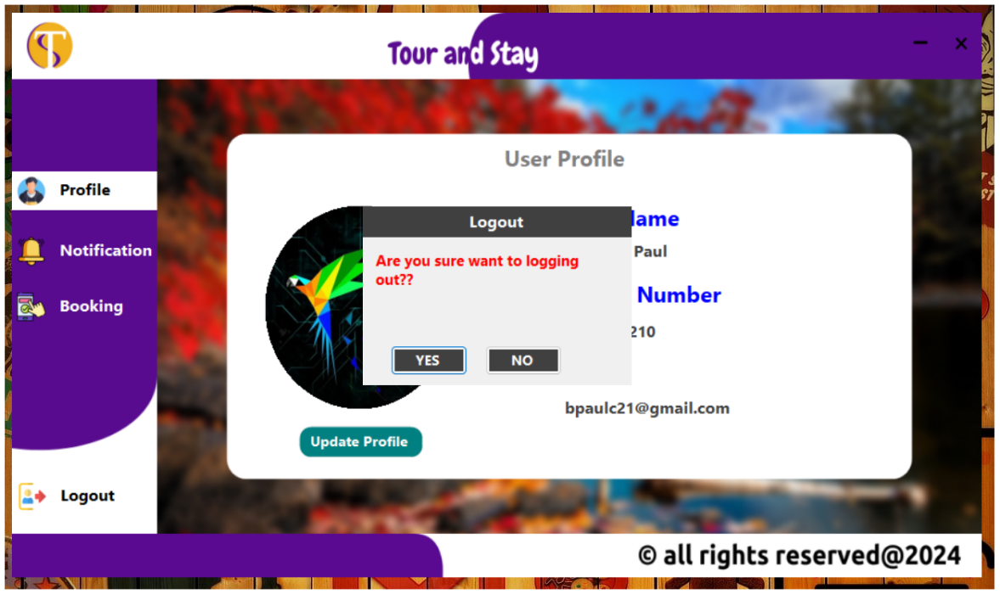 Tour and Stay
User Profile
Profile
Logout
Are you sure want to logging
out??
YES
NO
Paul
Number
210
Notification
Booking
bpaulc21@gmail.com
Update Profile
Logout
© all rights reserved@2024